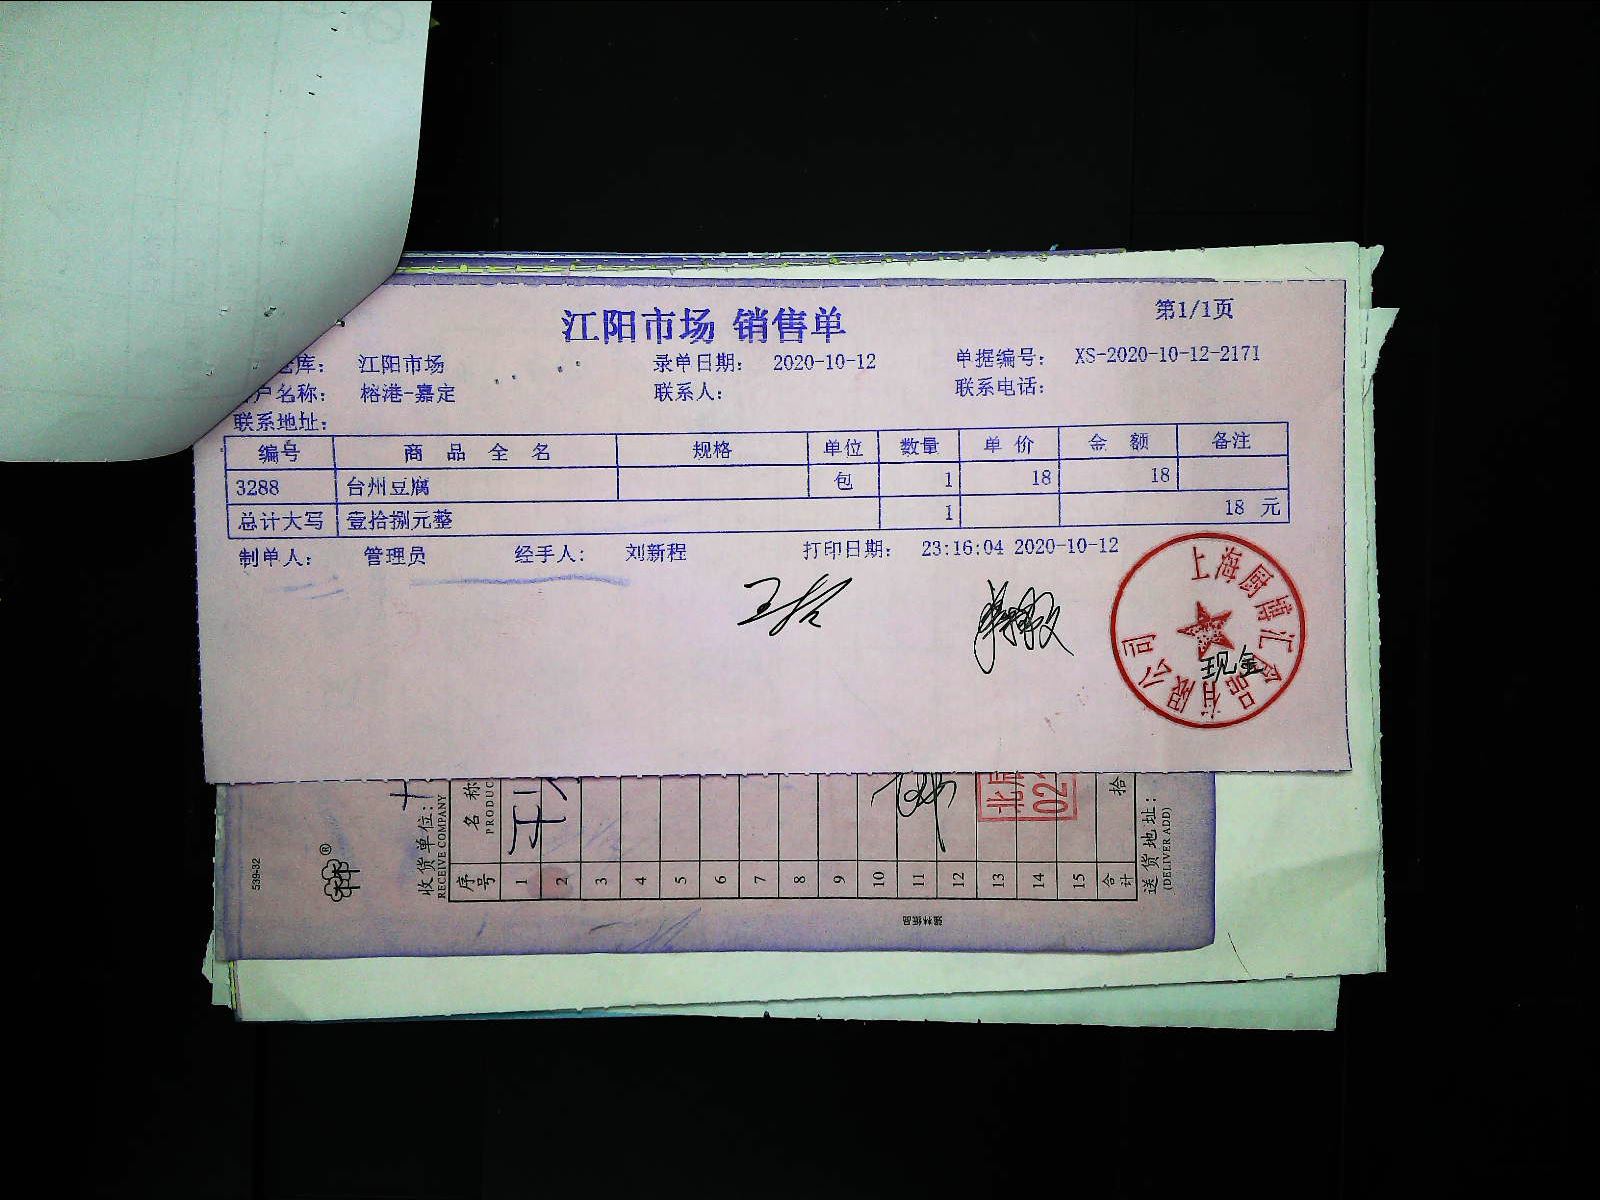 江阳市场 销售单
第1/1页
库： 江阳市场 录单日期： 2020-10-12 单据编号： XS-2020-10-12-2171
户名称： 榕港-嘉定 联系人： 联系电话：
联系地址：
编号 商品全名 规格 单位 数量 单价 金额 备注
3288 台州豆腐 包 1 18 18
总计大写 壹拾捌元整 1 18 元
制单人： 管理员 经手人： 刘新程 打印日期： 23:16:04 2020-10-12
上海厨博汇食品有限公司
现金
539-32
收货单位：
RECEIVE COMPANY
序号 名称
PRODUC
1
2
3
4
5
6
7
8
9
10
11
12
13
14
15
合计 拾
送货地址：
(DELIVER ADD)
02